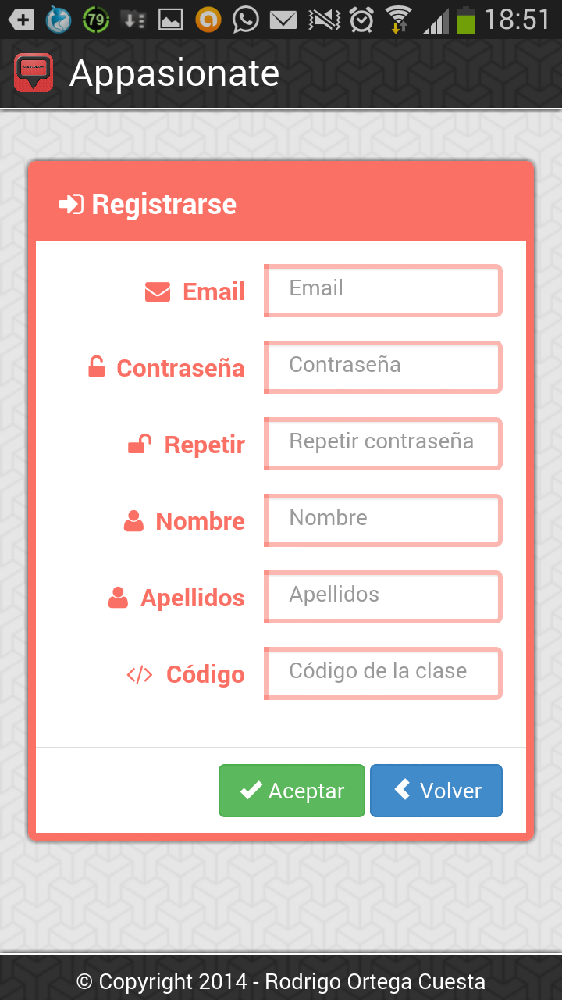 79 18:51
Appasionate
Registrarse
Email Email
Contraseña Contraseña
Repetir Repetir contraseña
Nombre Nombre
Apellidos Apellidos
Código Código de la clase
Aceptar Volver
© Copyright 2014 - Rodrigo Ortega Cuesta